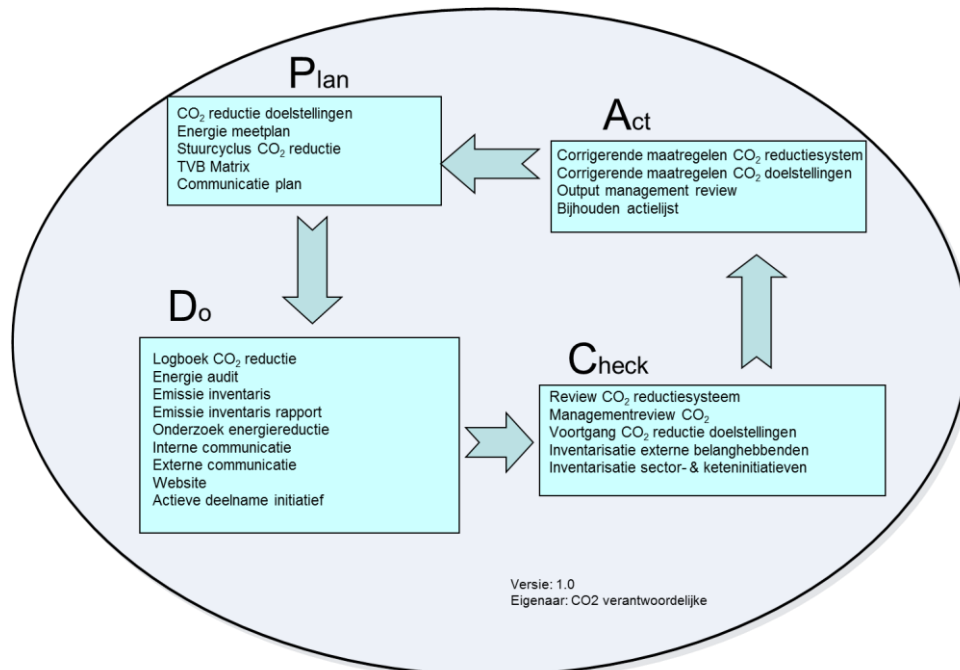 Plan
CO₂ reductie doelstellingen
Energie meetplan
Stuurcyclus CO₂ reductie
TVB Matrix
Communicatie plan
Act
Corrigerende maatregelen CO₂ reductiesystem
Corrigerende maatregelen CO₂ doelstellingen
Output management review
Bijhouden actielijst
Do
Logboek CO₂ reductie
Energie audit
Emissie inventaris
Emissie inventaris rapport
Onderzoek energiereductie
Interne communicatie
Externe communicatie
Website
Actieve deelname initiatief
Check
Review CO₂ reductiesysteem
Managementreview CO₂
Voortgang CO₂ reductie doelstellingen
Inventarisatie externe belanghebbenden
Inventarisatie sector- & keteninitiatieven
Versie: 1.0
Eigenaar: CO2 verantwoordelijke